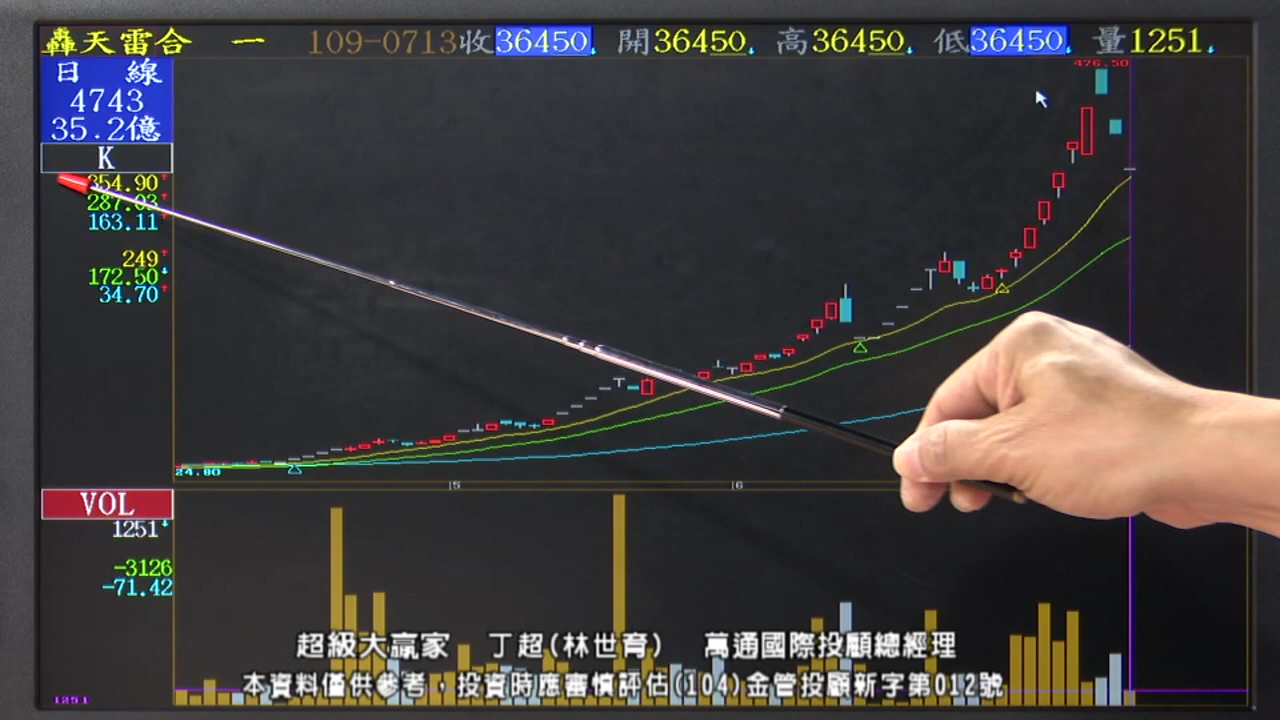 轟天雷合 一 109-0713收36450 開36450 高36450 低36450 量1251
日 線
4743
35.2億
K
354.90
287.03
163.11
249
172.50
34.70
476.50
24.80
5 6
VOL
1251
-3126
-71.42
1251
超級大贏家 丁超(林世育) 萬通國際投顧總經理
本資料僅供參考，投資時應審慎評估(104)金管投顧新字第012號